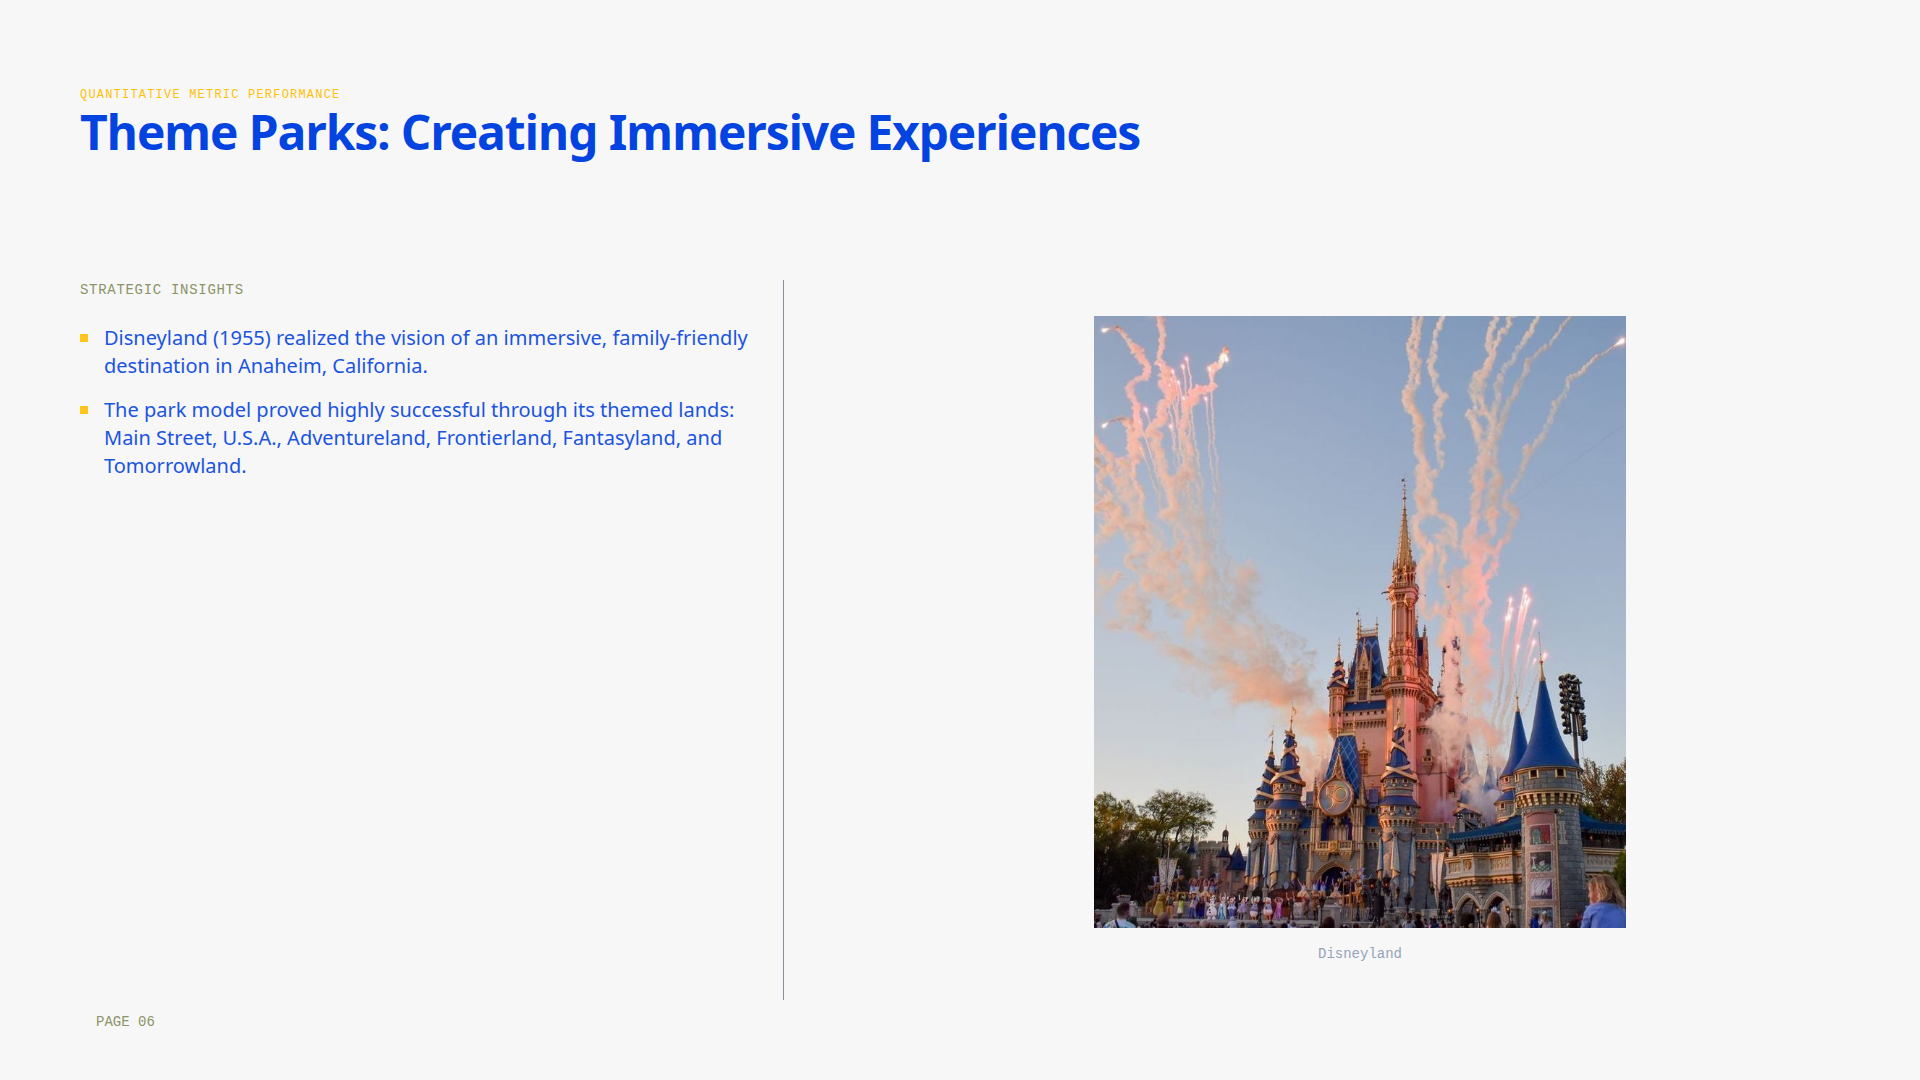 QUANTITATIVE METRIC PERFORMANCE
Theme Parks: Creating Immersive Experiences
STRATEGIC INSIGHTS
Disneyland (1955) realized the vision of an immersive, family-friendly
destination in Anaheim, California.
The park model proved highly successful through its themed lands:
Main Street, U.S.A., Adventureland, Frontierland, Fantasyland, and
Tomorrowland.
50
Disneyland
PAGE 06